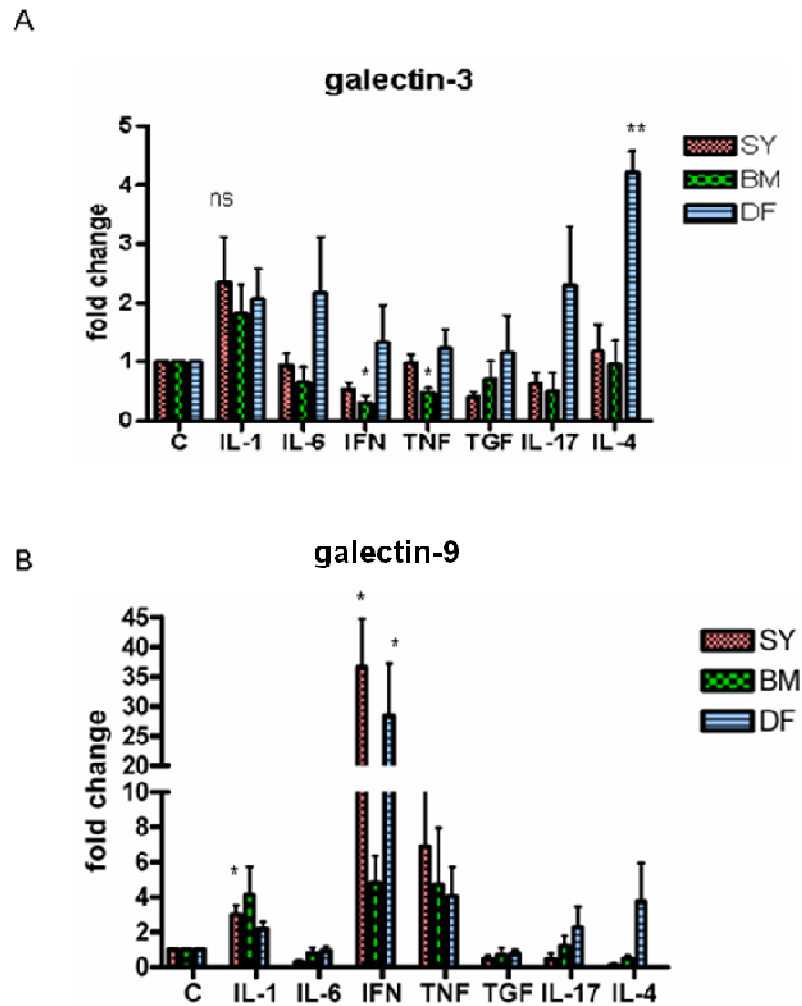 A
galectin-3
fold change
5
4
3
2
1
0
ns
*
*
**
SY
BM
DF
C IL-1 IL-6 IFN TNF TGF IL-17 IL-4
B
galectin-9
fold change
45
40
35
30
25
20
10
8
6
4
2
0
*
*
*
SY
BM
DF
C IL-1 IL-6 IFN TNF TGF IL-17 IL-4